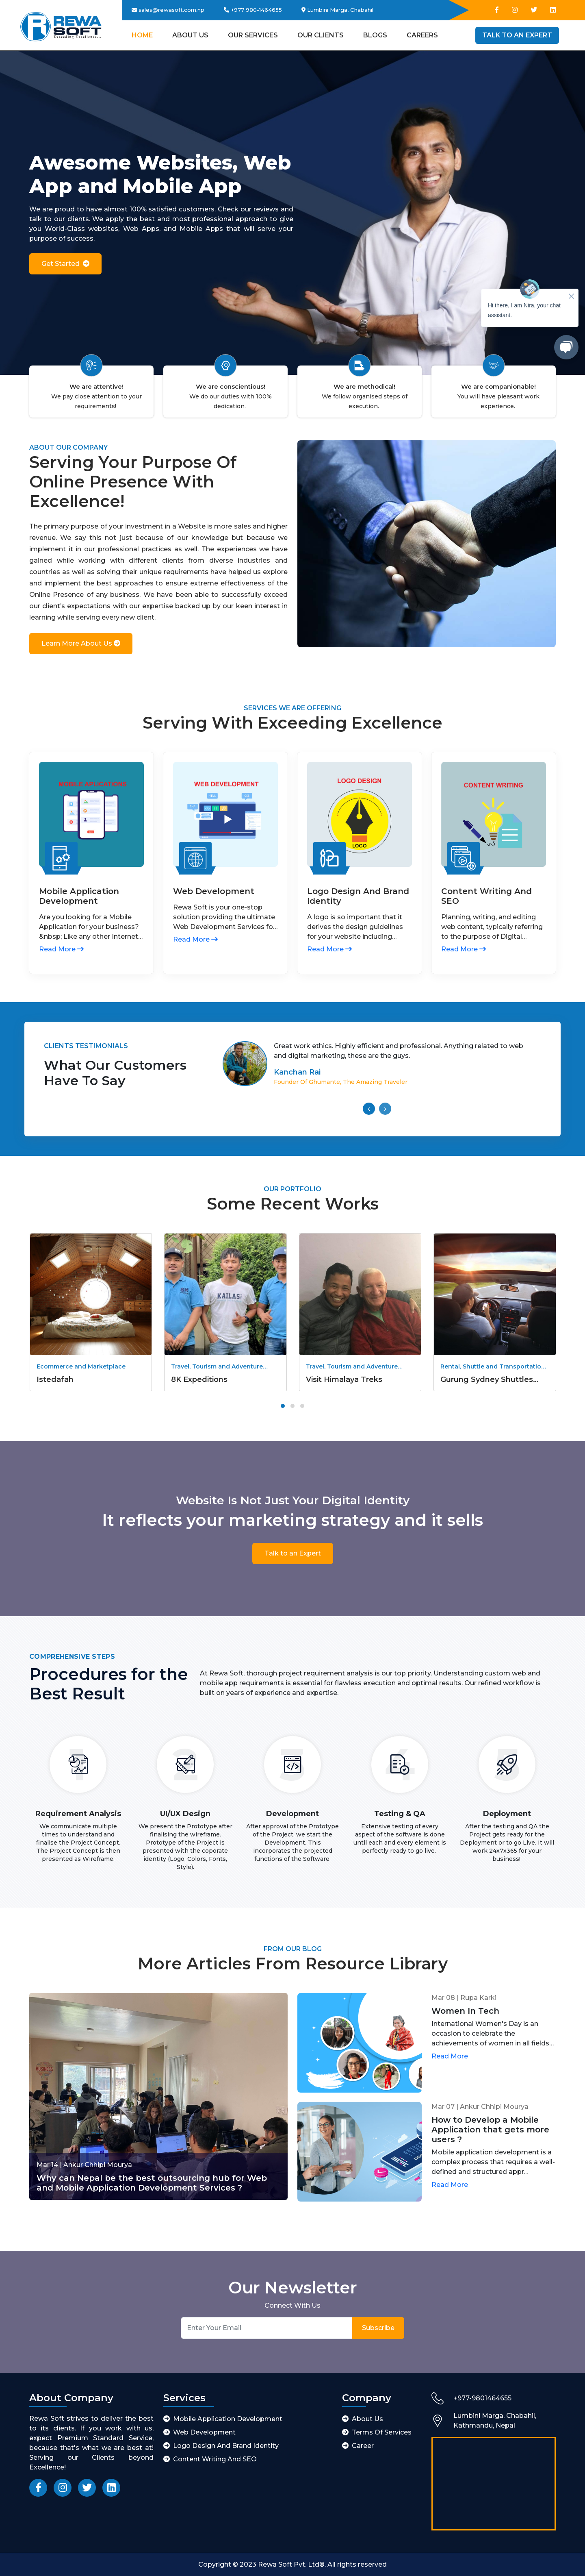 REWA SOFT
Exceeding Excellence..
sales@rewasoft.com.np
+977 980-1464655
Lumbini Marga, Chabahil
HOME
ABOUT US
OUR SERVICES
OUR CLIENTS
BLOGS
CAREERS
TALK TO AN EXPERT
Awesome Websites, Web
App and Mobile App
We are proud to have almost 100% satisfied customers. Check our reviews and
talk to our clients. We apply the best and most professional approach to give
you World-Class websites, Web Apps, and Mobile Apps that will serve your
purpose of success.
Get Started
Hi there, I am Nira, your chat
assistant.
We are attentive!
We pay close attention to your
requirements!
We are conscientious!
We do our duties with 100%
dedication.
We are methodical!
We follow organised steps of
execution.
We are companionable!
You will have pleasant work
experience.
ABOUT OUR COMPANY
Serving Your Purpose Of
Online Presence With
Excellence!
The primary purpose of your investment in a Website is more sales and higher
revenue. We say this not just because of our knowledge but because we
implement it in our professional practices as well. The experiences we have
gained while working with different clients from diverse industries and
countries as well as solving their unique requirements have helped us explore
and implement the best approaches to ensure extreme effectiveness of the
Online Presence of any business. We have been able to successfully exceed
our client's expectations with our expertise backed up by our keen interest in
learning while serving every new client.
Learn More About Us
SERVICES WE ARE OFFERING
Serving With Exceeding Excellence
MOBILE APPLICATIONS
Mobile Application
Development
Are you looking for a Mobile
Application for your business?
&nbsp; Like any other Internet...
Read More
WEB DEVELOPMENT
Web Development
Rewa Soft is your one-stop
solution providing the ultimate
Web Development Services fo...
Read More
LOGO DESIGN
LOGO
Logo Design And Brand
Identity
A logo is so important that it
derives the design guidelines
for your website including...
Read More
CONTENT WRITING
Content Writing And
SEO
Planning, writing, and editing
web content, typically referring
to the purpose of Digital...
Read More
CLIENTS TESTIMONIALS
What Our Customers
Have To Say
Great work ethics. Highly efficient and professional. Anything related to web
and digital marketing, these are the guys.
Kanchan Rai
Founder Of Ghumante, The Amazing Traveler
OUR PORTFOLIO
Some Recent Works
KAILAS
Ecommerce and Marketplace
Istedafah
Travel, Tourism and Adventure...
8K Expeditions
Travel, Tourism and Adventure...
Visit Himalaya Treks
Rental, Shuttle and Transportatio...
Gurung Sydney Shuttles...
Website Is Not Just Your Digital Identity
It reflects your marketing strategy and it sells
Talk to an Expert
COMPREHENSIVE STEPS
Procedures for the
Best Result
At Rewa Soft, thorough project requirement analysis is our top priority. Understanding custom web and
mobile app requirements is essential for flawless execution and optimal results. Our refined workflow is
built on years of experience and expertise.
Requirement Analysis
We communicate multiple
times to understand and
finalise the Project Concept.
The Project Concept is then
presented as Wireframe.
UI/UX Design
We present the Prototype after
finalising the wireframe.
Prototype of the Project is
presented with the coporate
identity (Logo, Colors, Fonts,
Style).
Development
After approval of the Prototype
of the Project, we start the
Development. This
incorporates the projected
functions of the Software.
Testing & QA
Extensive testing of every
aspect of the software is done
until each and every element is
perfectly ready to go live.
Deployment
After the testing and QA the
Project gets ready for the
Deployment or to go Live. It will
work 24x7x365 for your
business!
FROM OUR BLOG
More Articles From Resource Library
Mar 14 | Ankur Chhipi Mourya
Why can Nepal be the best outsourcing hub for Web
and Mobile Application Development Services ?
Mar 08 | Rupa Karki
Women In Tech
International Women's Day is an
occasion to celebrate the
achievements of women in all fields...
Read More
Mar 07 | Ankur Chhipi Mourya
How to Develop a Mobile
Application that gets more
users ?
Mobile application development is a
complex process that requires a well-
defined and structured appr...
Read More
Our Newsletter
Connect With Us
Enter Your Email
Subscribe
About Company
Rewa Soft strives to deliver the best
to its clients. If you work with us,
expect Premium Standard Service,
because that's what we are best at!
Serving our Clients beyond
Excellence!
Services
Mobile Application Development
Web Development
Logo Design And Brand Identity
Content Writing And SEO
Company
About Us
Terms Of Services
Career
+977-9801464655
Lumbini Marga, Chabahil,
Kathmandu, Nepal
Copyright © 2023 Rewa Soft Pvt. Ltd®. All rights reserved